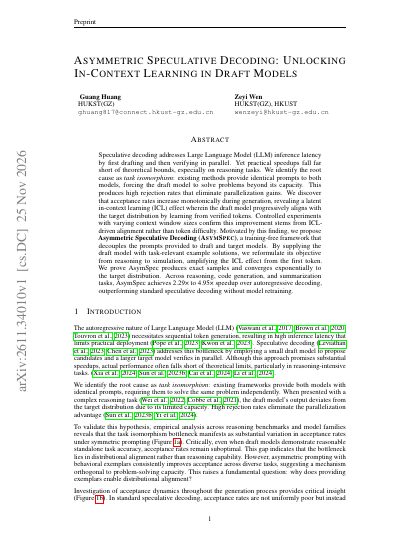 Preprint
ASYMMETRIC SPECULATIVE DECODING: UNLOCKING
IN-CONTEXT LEARNING IN DRAFT MODELS
Guang Huang
HUKST(GZ)
ghuang817@connect.hkust-gz.edu.cn
Zeyi Wen
HUKST(GZ), HKUST
wenzeyi@hkust-gz.edu.cn
ABSTRACT
Speculative decoding addresses Large Language Model (LLM) inference latency
by first drafting and then verifying in parallel. Yet practical speedups fall far
short of theoretical bounds, especially on reasoning tasks. We identify the root
cause as task isomorphism: existing methods provide identical prompts to both
models, forcing the draft model to solve problems beyond its capacity. This
produces high rejection rates that eliminate parallelization gains. We discover
that acceptance rates increase monotonically during generation, revealing a latent
in-context learning (ICL) effect wherein the draft model progressively aligns with
the target distribution by learning from verified tokens. Controlled experiments
with varying context window sizes confirm this improvement stems from ICL-
driven alignment rather than task difficulty. Motivated by this finding, we propose
Asymmetric Speculative Decoding (ASYMSPEC), a training-free framework that
decouples the prompts provided to draft and target models. By supplying the draft
model with task-relevant example solutions, we reformulate its objective
from reasoning to simulation, amplifying the ICL effect from the first token.
We prove AsymSpec produces exact samples and converges exponentially to the
target distribution. Across reasoning, code generation, and summarization
tasks, AsymSpec achieves 2.29x to 4.95x speedup over autoregressive decoding,
outperforming standard speculative decoding without model retraining.
1 INTRODUCTION
The autoregressive nature of Large Language Model (LLM) (Vaswani et al., 2017; Brown et al., 2020;
Touvron et al., 2023) necessitates sequential token generation, resulting in high inference latency that
limits practical deployment (Pope et al., 2023; Kwon et al., 2023). Speculative decoding (Leviathan
et al., 2023; Chen et al., 2023) addresses this bottleneck by employing a small draft model to propose
candidates and a larger target model verifies in parallel. Although this approach promises substantial
speedups, actual performance often falls short of theoretical limits, particularly in reasoning-intensive
tasks. (Xia et al., 2024; Sun et al., 2023b; Cai et al., 2024; Li et al., 2024).
We identify the root cause as task isomorphism: existing frameworks provide both models with
identical prompts, requiring them to solve the same problem independently. When presented with a
complex reasoning task (Wei et al., 2022; Cobbe et al., 2021), the draft model's output deviates from
the target distribution due to its limited capacity. High rejection rates eliminate the parallelization
advantage (Sun et al., 2023b; Yi et al., 2024).
To validate this hypothesis, empirical analysis across reasoning benchmarks and model families
reveals that the task isomorphism bottleneck manifests as substantial variation in acceptance rates
under symmetric prompting (Figure 1a). Critically, even when draft models demonstrate reasonable
standalone task accuracy, acceptance rates remain suboptimal. This gap indicates that the bottleneck
lies in distributional alignment rather than reasoning capability. However, asymmetric prompting with
behavioral exemplars consistently improves acceptance across diverse tasks, suggesting a mechanism
orthogonal to problem-solving capacity. This raises a fundamental question: why does providing
exemplars enable distributional alignment?
Investigation of acceptance dynamics throughout the generation process provides critical insight
(Figure 1b). In standard speculative decoding, acceptance rates are not uniformly poor but instead
1
arXiv:2611.34010v1 [cs.DC] 25 Nov 2026